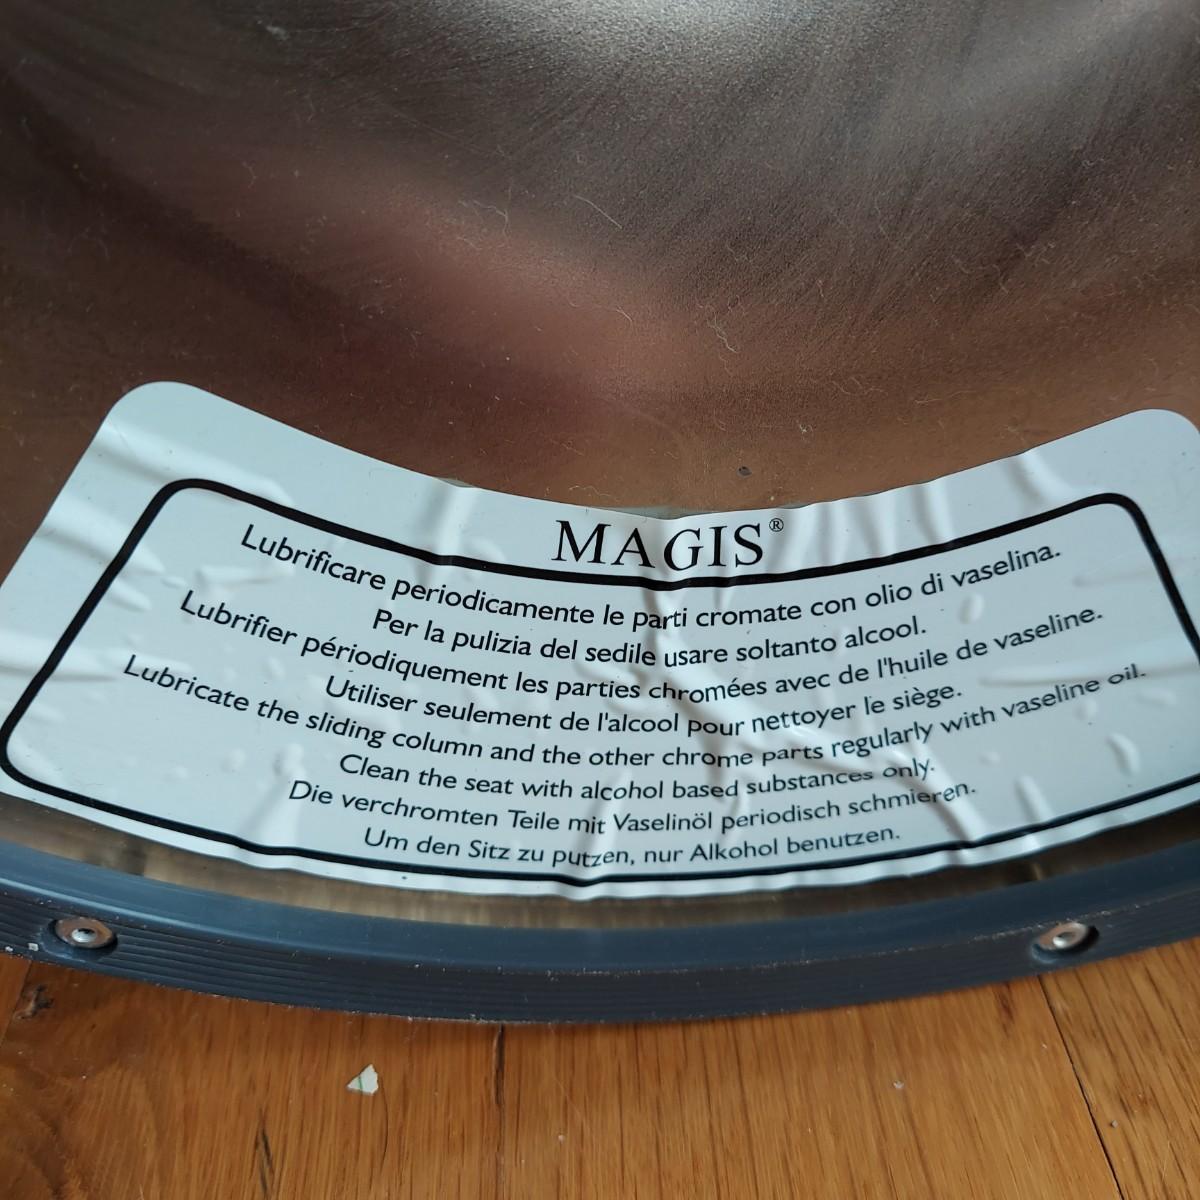 MAGIS®
Lubrificare periodicamente le parti cromate con olio di vaselina.
Per la pulizia del sedile usare soltanto alcool.
Lubrifier périodiquement les parties chromées avec de l'huile de vaseline.
Utiliser seulement de l'alcool pour nettoyer le siège.
Lubricate the sliding column and the other chrome parts regularly with vaseline oil.
Clean the seat with alcohol based substances only.
Die verchromten Teile mit Vaselinöl periodisch schmieren.
Um den Sitz zu putzen, nur Alkohol benutzen.